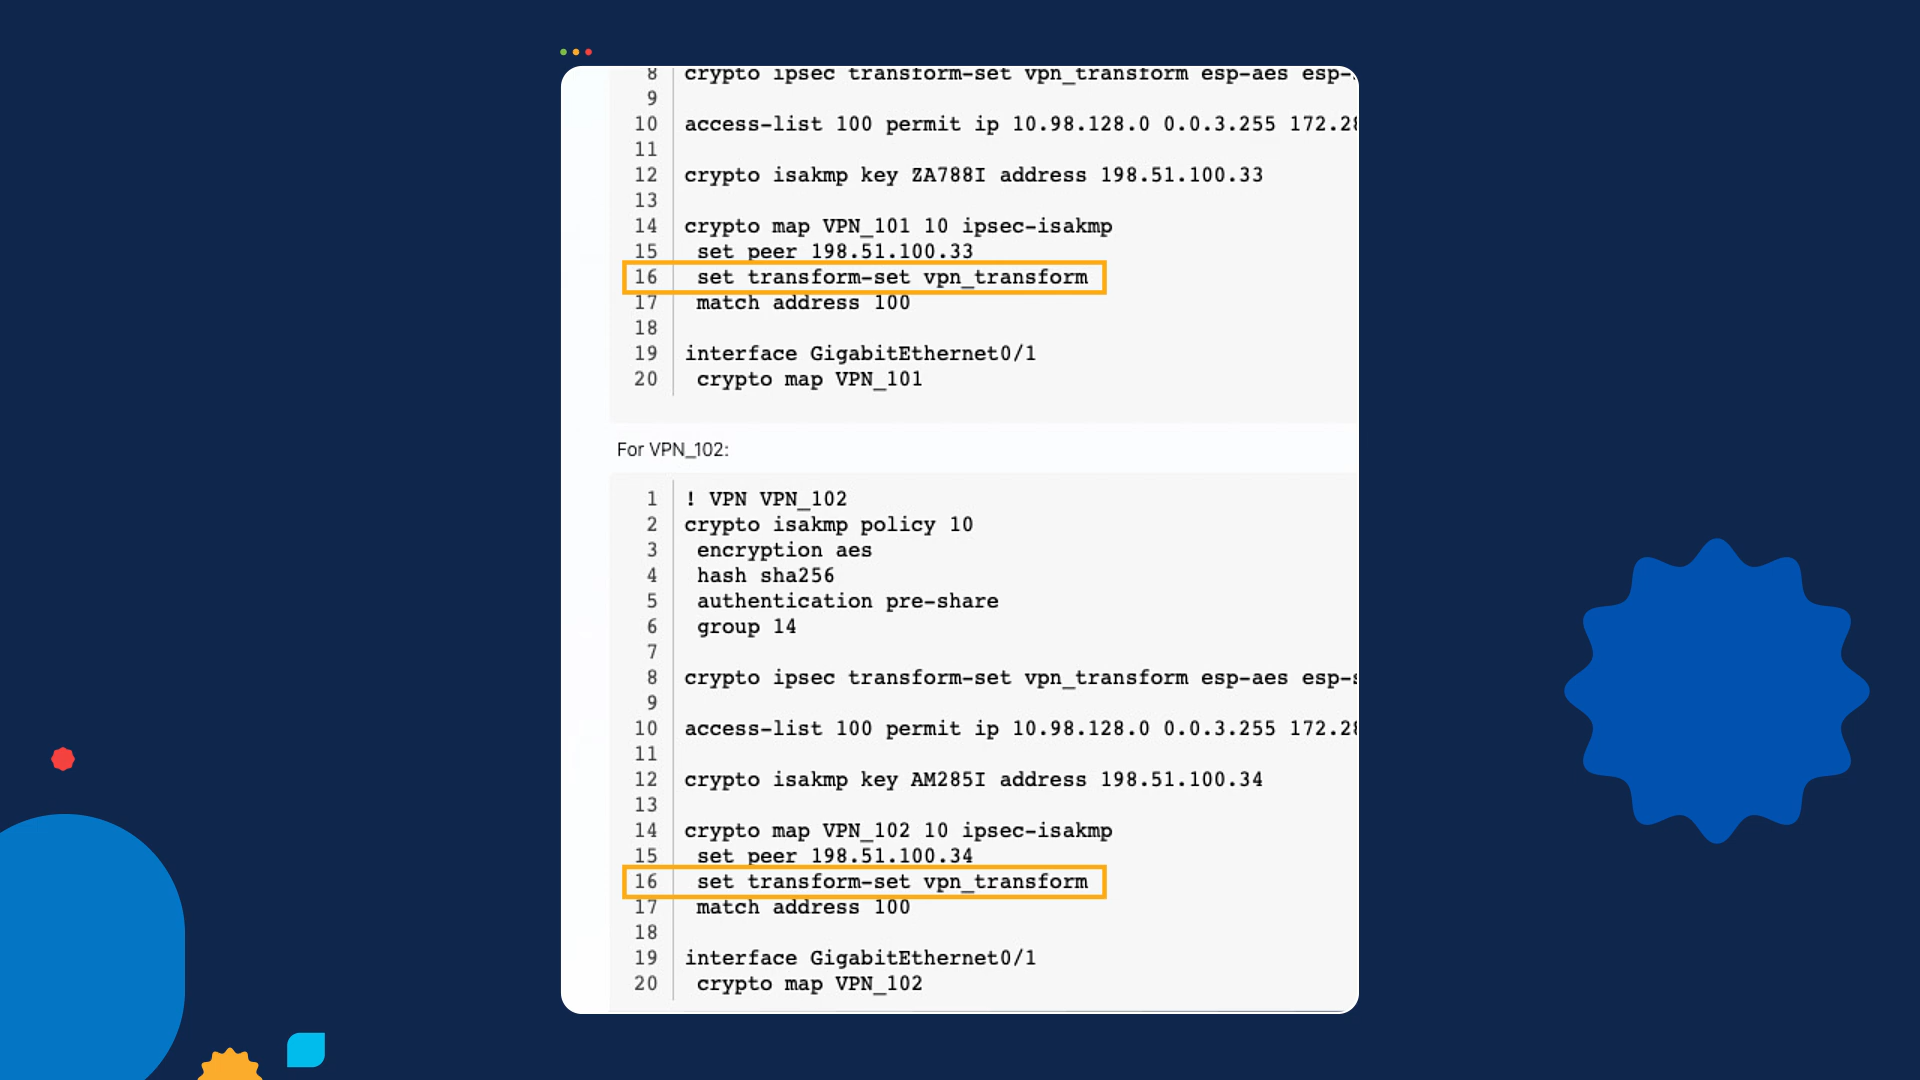 8 crypto ipsec transform-set vpn_transform esp-aes esp-
9
10 access-list 100 permit ip 10.98.128.0 0.0.3.255 172.28
11
12 crypto isakmp key ZA788I address 198.51.100.33
13
14 crypto map VPN_101 10 ipsec-isakmp
15 set peer 198.51.100.33
16 set transform-set vpn_transform
17 match address 100
18
19 interface GigabitEthernet0/1
20 crypto map VPN_101
For VPN_102:
1 ! VPN VPN_102
2 crypto isakmp policy 10
3 encryption aes
4 hash sha256
5 authentication pre-share
6 group 14
7
8 crypto ipsec transform-set vpn_transform esp-aes esp-s
9
10 access-list 100 permit ip 10.98.128.0 0.0.3.255 172.28
11
12 crypto isakmp key AM285I address 198.51.100.34
13
14 crypto map VPN_102 10 ipsec-isakmp
15 set peer 198.51.100.34
16 set transform-set vpn_transform
17 match address 100
18
19 interface GigabitEthernet0/1
20 crypto map VPN_102